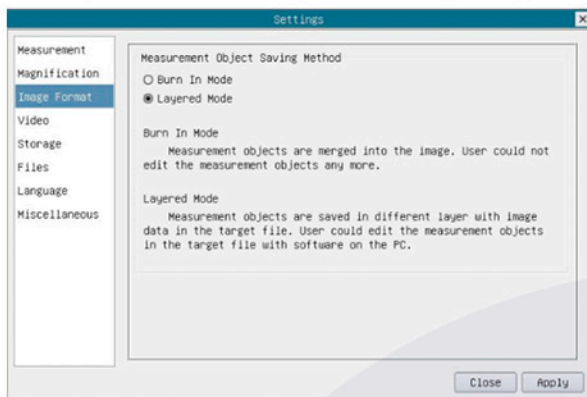 Settings
Measurement
Magnification
Image Format
Video
Storage
Files
Language
Miscellaneous
Measurement Object Saving Method
Burn In Mode
Layered Mode
Burn In Mode
Measurement objects are merged into the image. User could not
edit the measurement objects any more.
Layered Mode
Measurement objects are saved in different layer with image
data in the target file. User could edit the measurement objects
in the target file with software on the PC.
Close
Apply